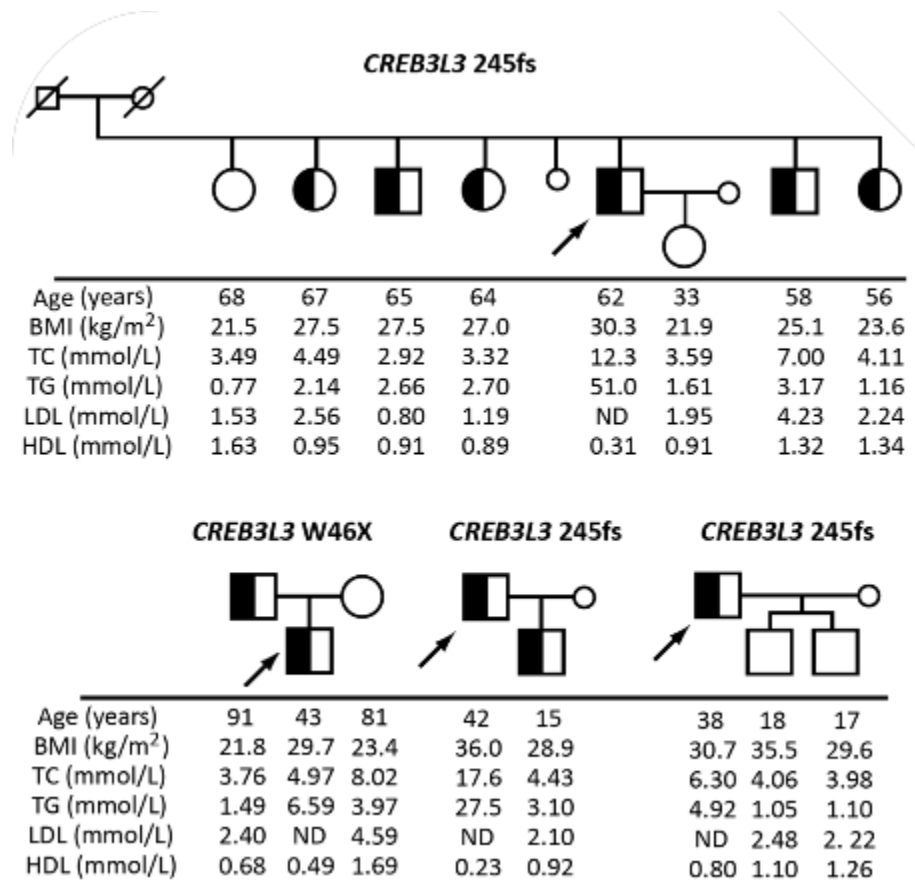 CREB3L3 245fs
Age (years) 68 67 65 64 62 33 58 56
BMI (kg/m²) 21.5 27.5 27.5 27.0 30.3 21.9 25.1 23.6
TC (mmol/L) 3.49 4.49 2.92 3.32 12.3 3.59 7.00 4.11
TG (mmol/L) 0.77 2.14 2.66 2.70 51.0 1.61 3.17 1.16
LDL (mmol/L) 1.53 2.56 0.80 1.19 ND 1.95 4.23 2.24
HDL (mmol/L) 1.63 0.95 0.91 0.89 0.31 0.91 1.32 1.34
CREB3L3 W46X CREB3L3 245fs CREB3L3 245fs
Age (years) 91 43 81 42 15 38 18 17
BMI (kg/m²) 21.8 29.7 23.4 36.0 28.9 30.7 35.5 29.6
TC (mmol/L) 3.76 4.97 8.02 17.6 4.43 6.30 4.06 3.98
TG (mmol/L) 1.49 6.59 3.97 27.5 3.10 4.92 1.05 1.10
LDL (mmol/L) 2.40 ND 4.59 ND 2.10 ND 2.48 2. 22
HDL (mmol/L) 0.68 0.49 1.69 0.23 0.92 0.80 1.10 1.26